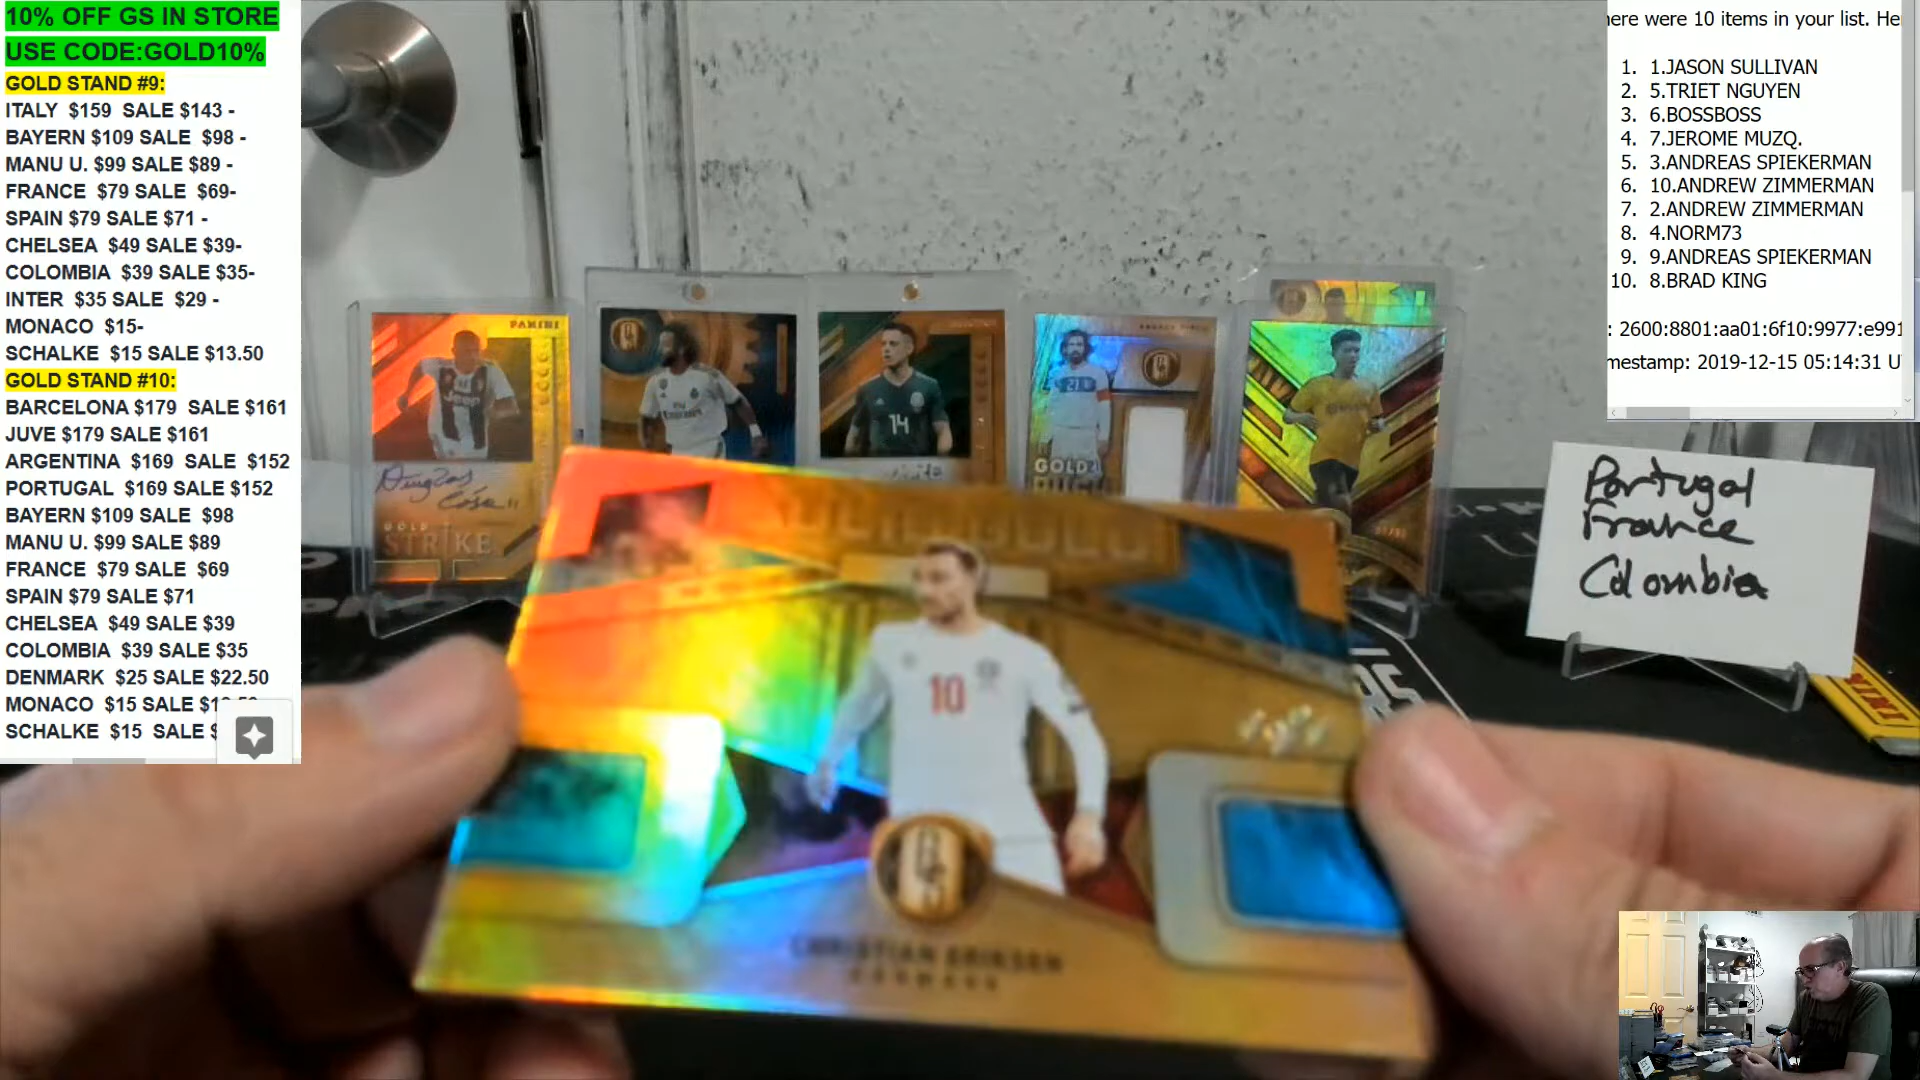 10% OFF GS IN STORE
USE CODE:GOLD10%
GOLD STAND #9:
ITALY $159 SALE $143 -
BAYERN $109 SALE $98 -
MANU U. $99 SALE $89 -
FRANCE $79 SALE $69-
SPAIN $79 SALE $71 -
CHELSEA $49 SALE $39-
COLOMBIA $39 SALE $35-
INTER $35 SALE $29 -
MONACO $15-
SCHALKE $15 SALE $13.50
GOLD STAND #10:
BARCELONA $179 SALE $161
JUVE $179 SALE $161
ARGENTINA $169 SALE $152
PORTUGAL $169 SALE $152
BAYERN $109 SALE $98
MANU U. $99 SALE $89
FRANCE $79 SALE $69
SPAIN $79 SALE $71
CHELSEA $49 SALE $39
COLOMBIA $39 SALE $35
DENMARK $25 SALE $22.50
MONACO $15 SALE
SCHALKE $15 SALE
ere were 10 items in your list. He
1. 1.JASON SULLIVAN
2. 5.TRIET NGUYEN
3. 6.BOSSBOSS
4. 7.JEROME MUZQ.
5. 3.ANDREAS SPIEKERMAN
6. 10.ANDREW ZIMMERMAN
7. 2.ANDREW ZIMMERMAN
8. 4.NORM73
9. 9.ANDREAS SPIEKERMAN
10. 8.BRAD KING
: 2600:8801:aa01:6f10:9977:e991
mestamp: 2019-12-15 05:14:31 U
Portugal
France
Colombia
PANINI
Jeep
GOLD
STRIKE
14
21
GOLD
10
CHRISTIAN ERIKSEN
DENMARK